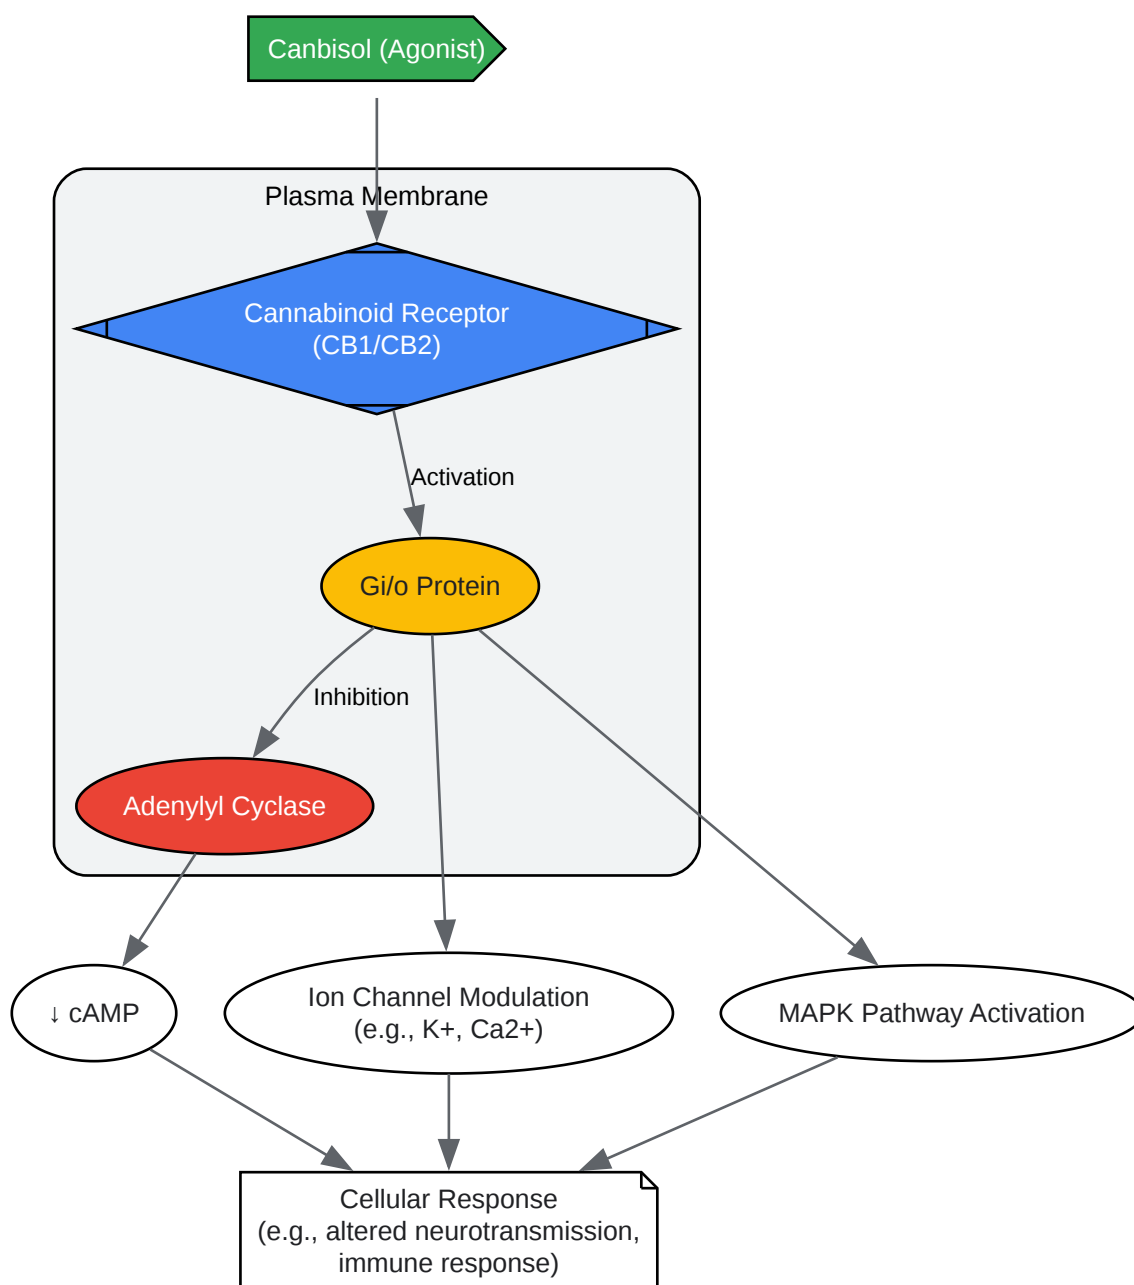 Canbisol (Agonist)
Plasma Membrane
Cannabinoid Receptor
(CB1/CB2)
Activation
Gi/o Protein
Inhibition
Adenylyl Cyclase
↓ cAMP
Ion Channel Modulation
(e.g., K+, Ca2+)
MAPK Pathway Activation
Cellular Response
(e.g., altered neurotransmission,
immune response)